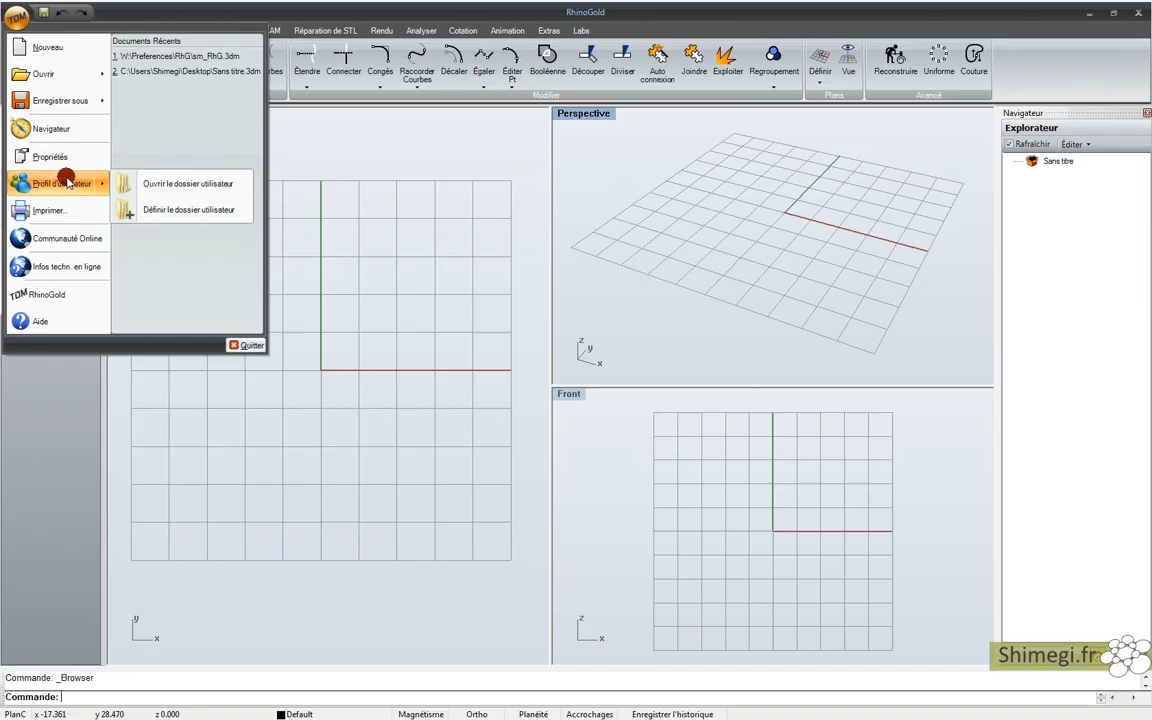 RhinoGold
TDM
AM
Réparation de STL
Rendu
Analyser
Cotation
Animation
Extras
Labs
Étendre
Connecter
Congés
Raccorder
Courbes
Décaler
Égaler
Éditer
Pt
Booléenne
Découper
Diviser
Auto
connexion
Joindre
Exploiter
Regroupement
Définir
Vue
Reconstruire
Uniforme
Couture
Modifier
Plans
Avancé
Nouveau
Ouvrir
Enregistrer sous
Navigateur
Propriétés
Imprimer...
Communauté Online
Infos techn. en ligne
TDM RhinoGold
Aide
Quitter
Documents Récents
1. W:\Preferences\RhG\sm_RhG.3dm
2. C:\Users\Shimegi\Desktop\Sans titre.3dm
Ouvrir le dossier utilisateur
Définir le dossier utilisateur
Perspective
z
y
x
Front
z
x
y
x
Navigateur
Explorateur
Rafraichir
Éditer
Sans titre
Shimegi.fr
Commande: _Browser
Commande:
PlanC
x -17.361
y 28.470
z 0.000
Default
Magnétisme
Ortho
Planéité
Accrochages
Enregistrer l'historique